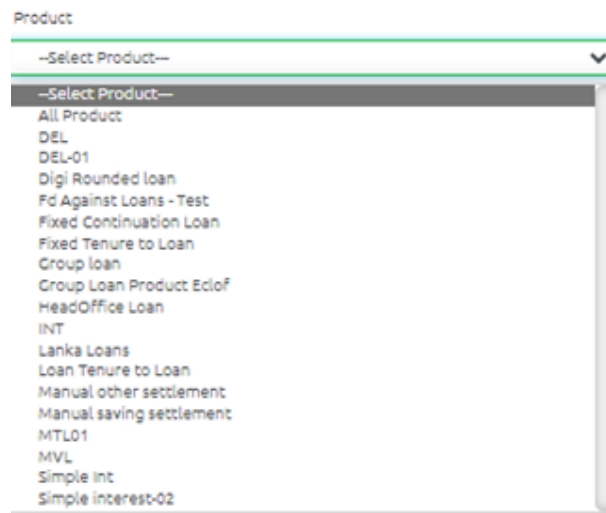 Product
--Select Product---
--Select Product---
All Product
DEL
DEL-01
Digi Rounded loan
Fd Against Loans - Test
Fixed Continuation Loan
Fixed Tenure to Loan
Group loan
Group Loan Product Eclof
HeadOffice Loan
INT
Lanka Loans
Loan Tenure to Loan
Manual other settlement
Manual saving settlement
MTL01
MVL
Simple Int
Simple interest-02